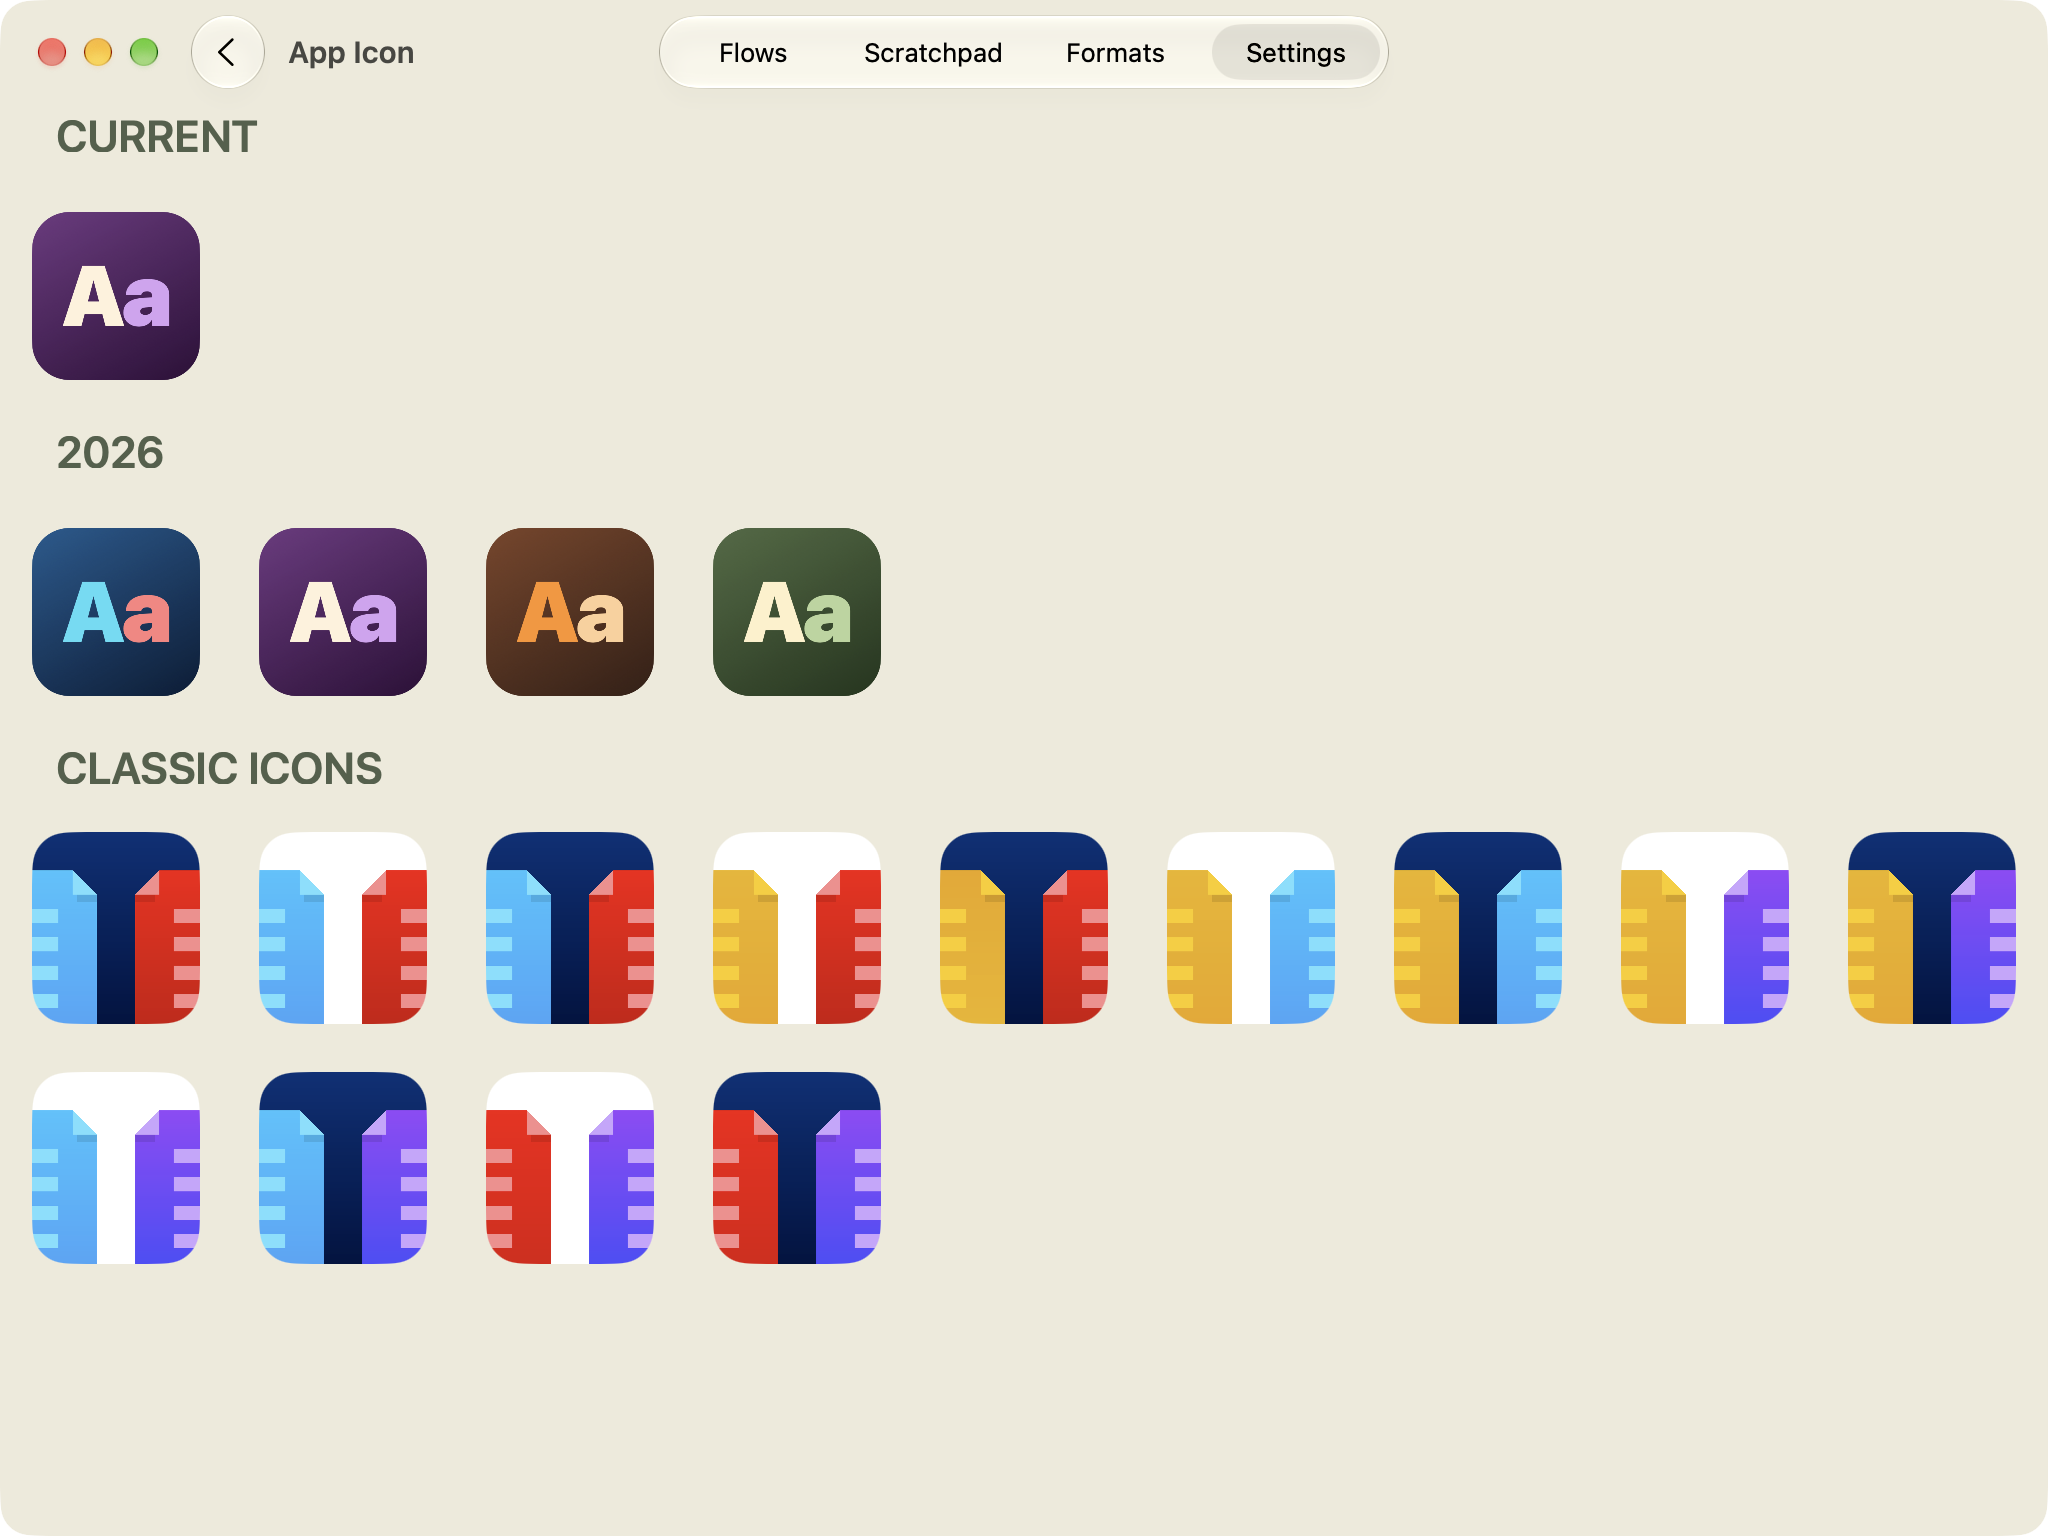 App Icon
Flows
Scratchpad
Formats
Settings
CURRENT
Aa
2026
Aa
Aa
Aa
Aa
CLASSIC ICONS